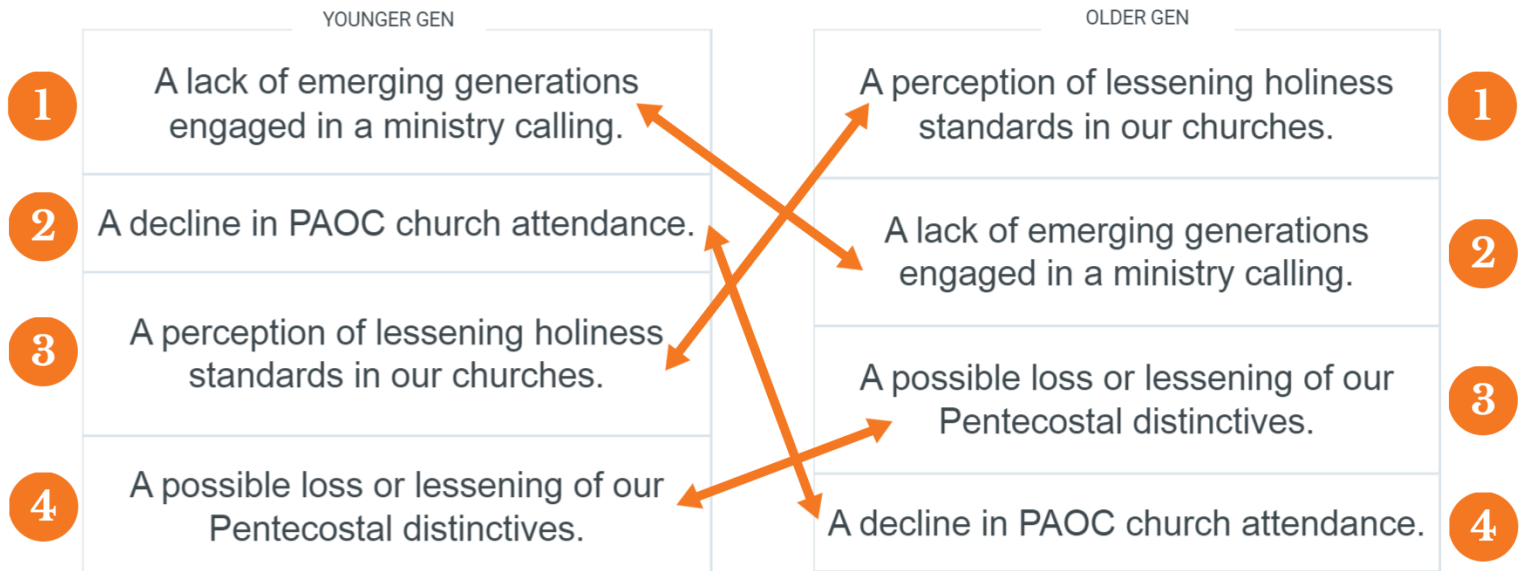 YOUNGER GEN
1
A lack of emerging generations
engaged in a ministry calling.
2
A decline in PAOC church attendance.
3
A perception of lessening holiness
standards in our churches.
4
A possible loss or lessening of our
Pentecostal distinctives.
OLDER GEN
A perception of lessening holiness
standards in our churches.
1
A lack of emerging generations
engaged in a ministry calling.
2
A possible loss or lessening of our
Pentecostal distinctives.
3
A decline in PAOC church attendance.
4